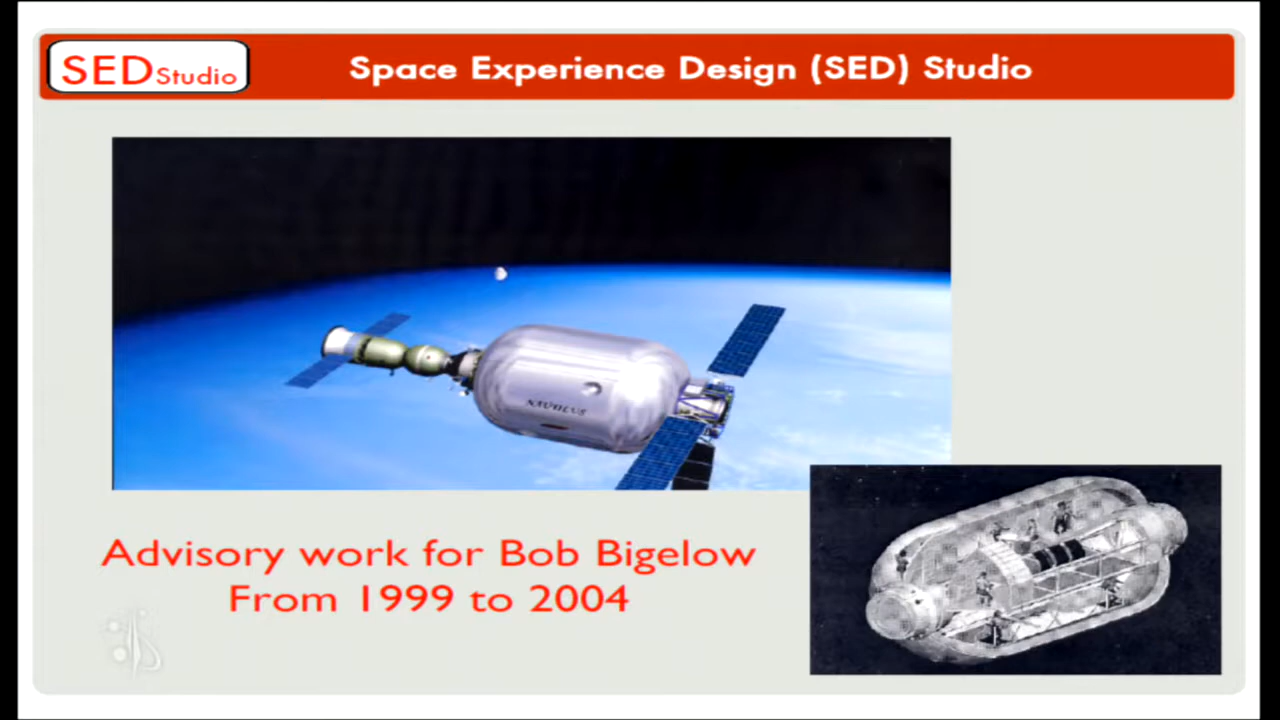 SED Studio
Space Experience Design (SED) Studio
NAUTILUS
Advisory work for Bob Bigelow
From 1999 to 2004